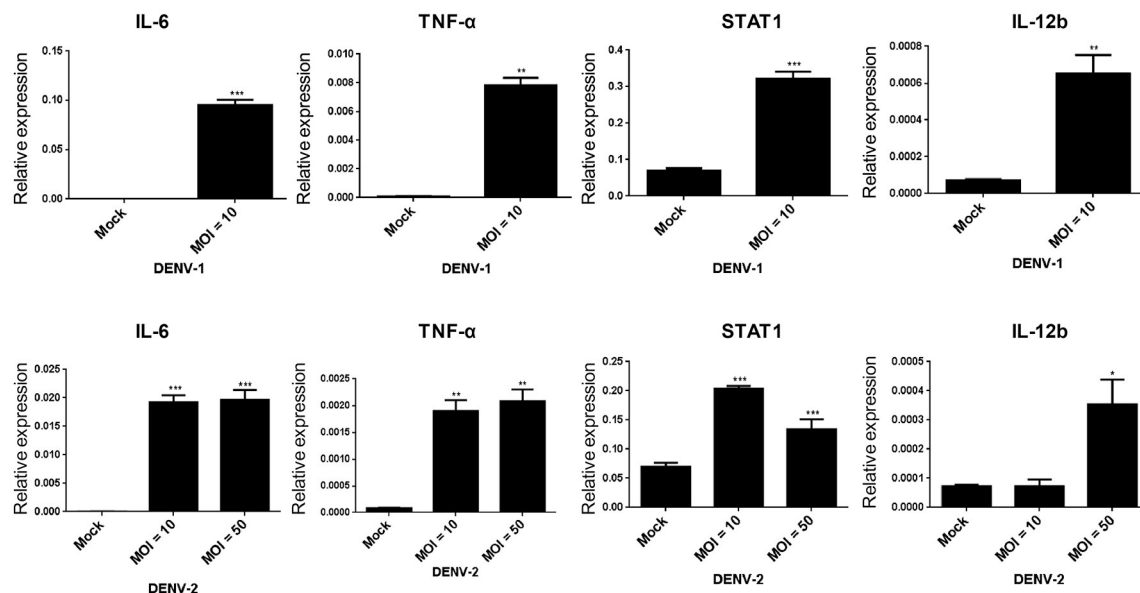 IL-6
TNF-α
STAT1
IL-12b
Relative expression
0.15
0.10
0.05
0.00
***
Mock
MOI = 10
DENV-1
Relative expression
0.010
0.008
0.006
0.004
0.002
0.000
**
Mock
MOI = 10
DENV-1
Relative expression
0.4
0.3
0.2
0.1
0.0
***
Mock
MOI = 10
DENV-1
Relative expression
0.0008
0.0006
0.0004
0.0002
0.0000
**
Mock
MOI = 10
DENV-1
IL-6
TNF-α
STAT1
IL-12b
Relative expression
0.025
0.020
0.015
0.010
0.005
0.000
***
***
Mock
MOI = 10
MOI = 50
DENV-2
Relative expression
0.0025
0.0020
0.0015
0.0010
0.0005
0.0000
**
**
Mock
MOI = 10
MOI = 50
DENV-2
Relative expression
0.25
0.20
0.15
0.10
0.05
0.00
***
***
Mock
MOI = 10
MOI = 50
DENV-2
Relative expression
0.0005
0.0004
0.0003
0.0002
0.0001
0.0000
*
Mock
MOI = 10
MOI = 50
DENV-2